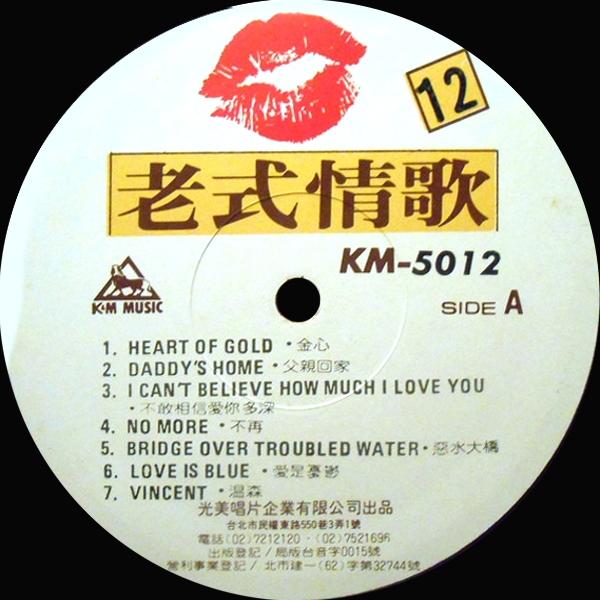 12
老式情歌
KM-5012
K&M MUSIC
SIDE A
1. HEART OF GOLD ・金心
2. DADDY'S HOME ・父親回家
3. I CAN'T BELIEVE HOW MUCH I LOVE YOU
・不敢相信愛你多深
4. NO MORE ・不再
5. BRIDGE OVER TROUBLED WATER・惡水大橋
6. LOVE IS BLUE ・愛是憂鬱
7. VINCENT ・温森
光美唱片企業有限公司出品
台北市民權東路550巷3弄1號
電話(02)7212120・(02)7521696
出版登記/局版台音字0015號
營利事業登記/北市建一(62)字第32744號